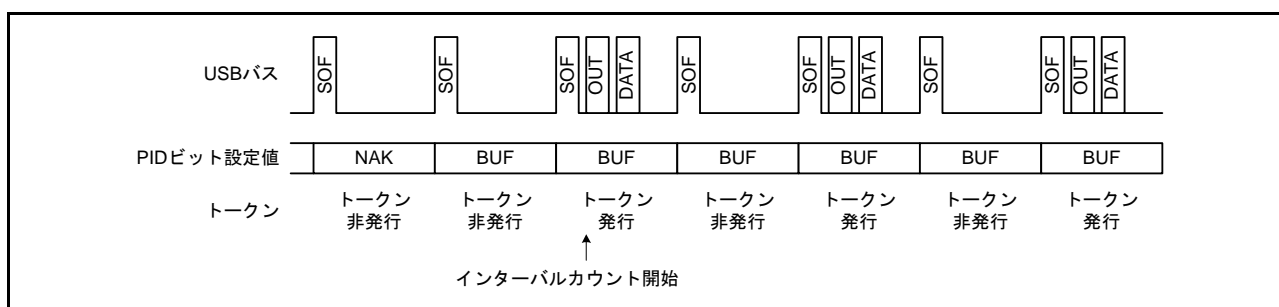 USBバス
SOF
SOF
SOF
OUT
DATA
SOF
SOF
OUT
DATA
SOF
SOF
OUT
DATA
PIDビット設定値
NAK
BUF
BUF
BUF
BUF
BUF
BUF
トークン
トークン
非発行
トークン
非発行
トークン
発行
トークン
非発行
トークン
発行
トークン
非発行
トークン
発行
インターバルカウント開始